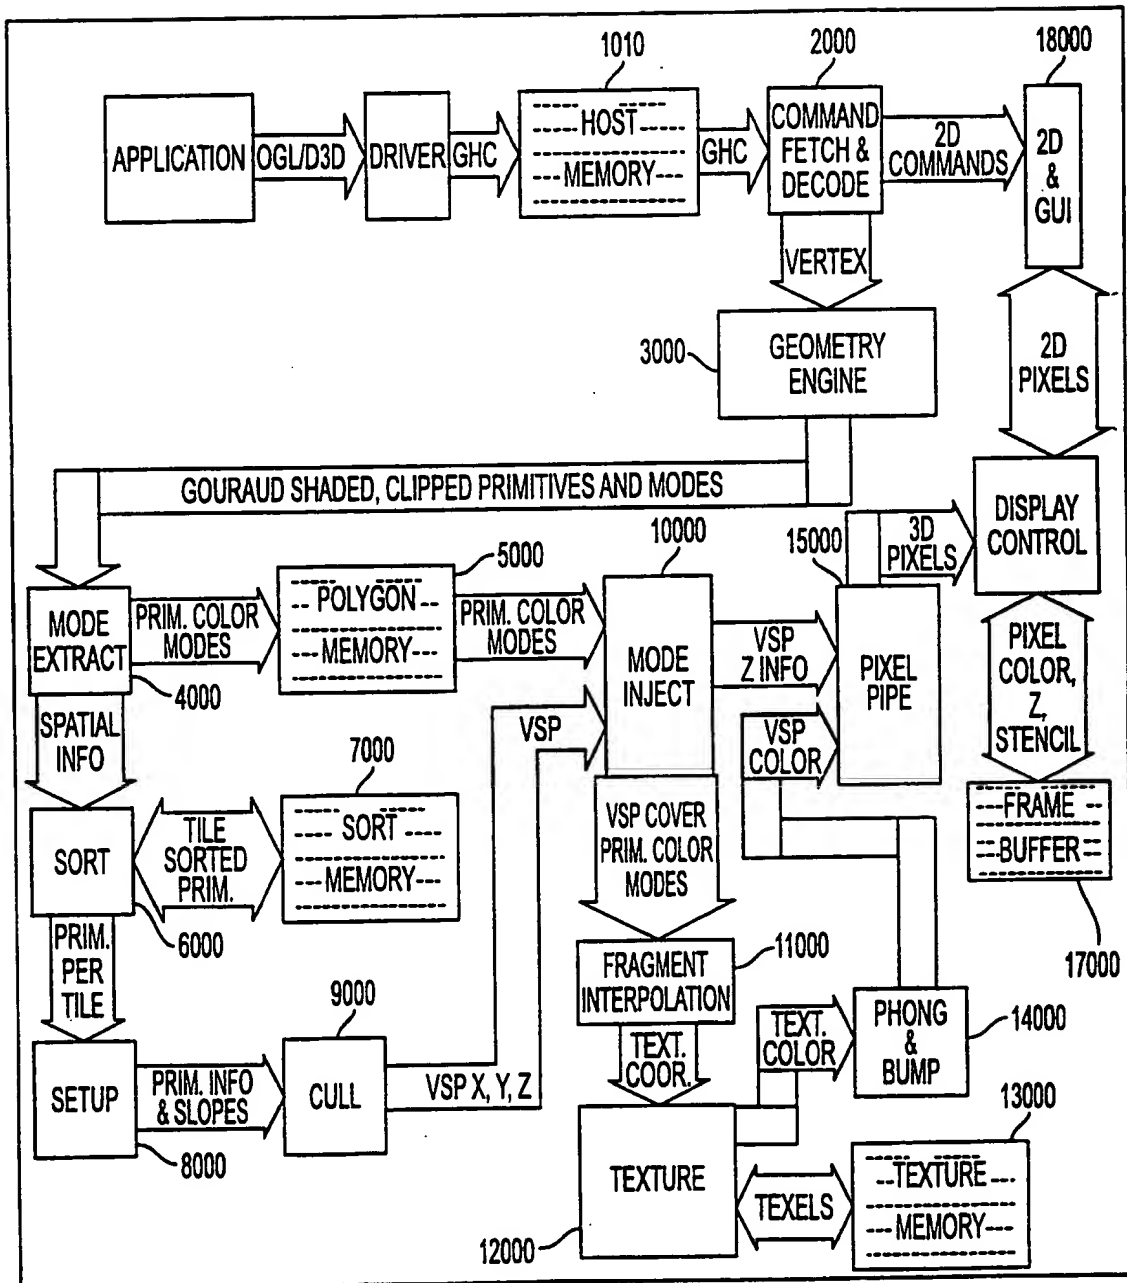 1010
2000
18000
APPLICATION
OGL/D3D
DRIVER
GHC
HOST
MEMORY
GHC
COMMAND
FETCH &
DECODE
2D
COMMANDS
2D
&
GUI
VERTEX
3000
GEOMETRY
ENGINE
2D
PIXELS
GOURAUD SHADED, CLIPPED PRIMITIVES AND MODES
DISPLAY
CONTROL
3D
PIXELS
5000
10000
15000
MODE
EXTRACT
4000
PRIM. COLOR
MODES
POLYGON
MEMORY
PRIM. COLOR
MODES
MODE
INJECT
VSP
Z INFO
PIXEL
PIPE
PIXEL
COLOR,
Z,
STENCIL
SPATIAL
INFO
7000
VSP
VSP
COLOR
SORT
6000
TILE
SORTED
PRIM.
SORT
MEMORY
VSP COVER
PRIM. COLOR
MODES
FRAME
BUFFER
17000
PRIM.
PER
TILE
9000
FRAGMENT
INTERPOLATION
11000
SETUP
8000
PRIM. INFO
& SLOPES
CULL
VSP X, Y, Z
TEXT.
COOR.
TEXT.
COLOR
PHONG
&
BUMP
14000
TEXTURE
12000
TEXELS
13000
TEXTURE
MEMORY